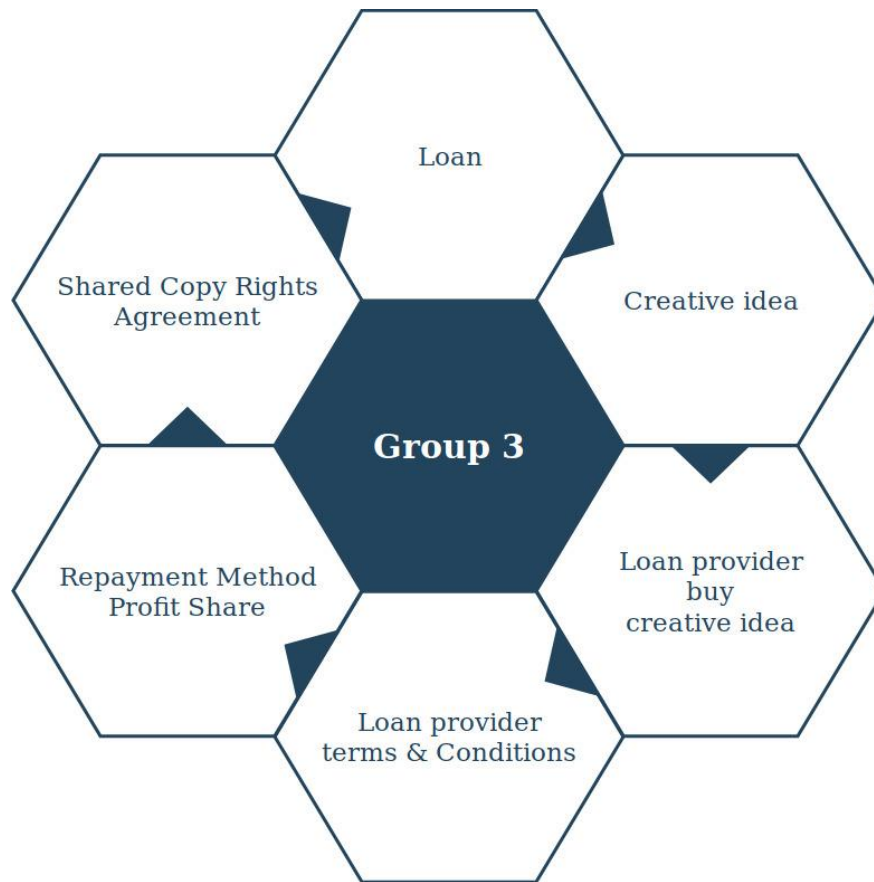 Loan
Creative idea
Shared Copy Rights
Agreement
Group 3
Loan provider
buy
creative idea
Repayment Method
Profit Share
Loan provider
terms & Conditions